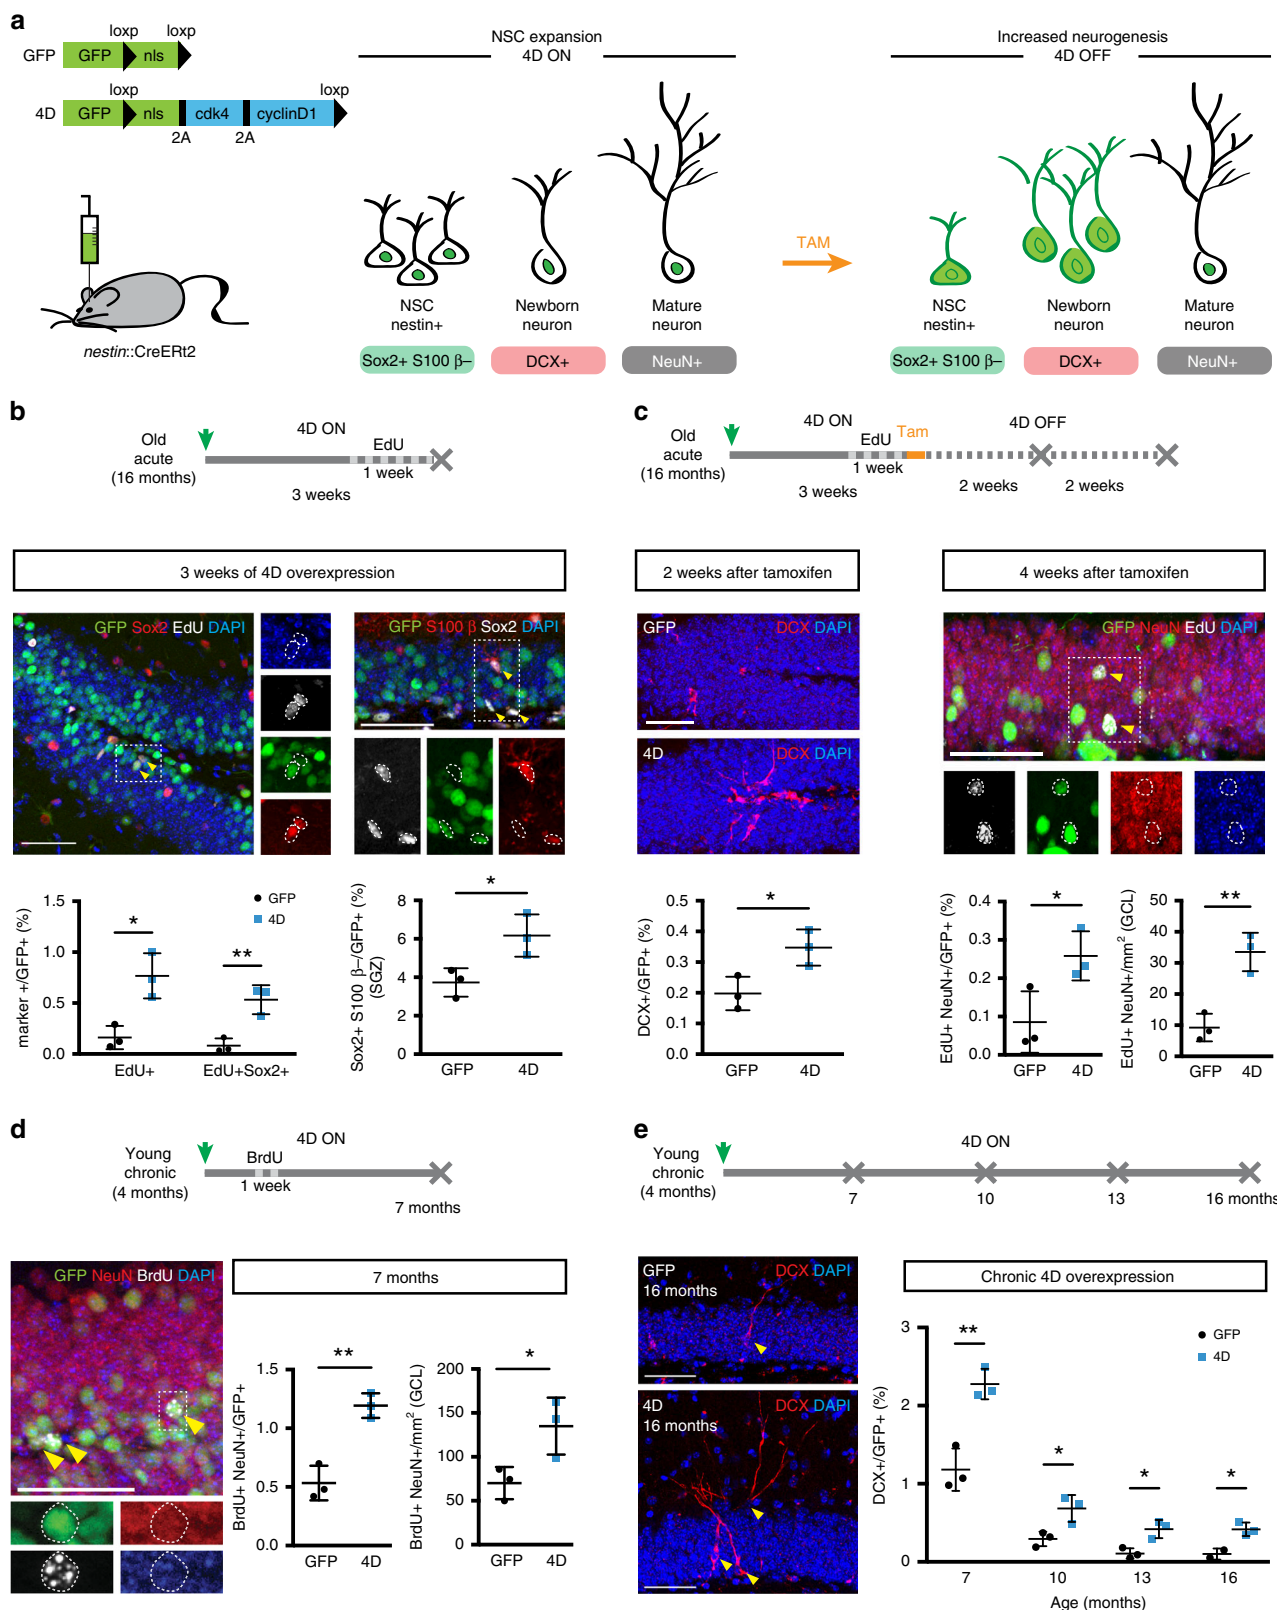 a
loxp loxp
GFP GFP nls
loxp loxp
4D GFP nls cdk4 cyclinD1
2A 2A
nestin::CreERt2
NSC expansion
4D ON
Increased neurogenesis
4D OFF
TAM
NSC
nestin+
Newborn
neuron
Mature
neuron
NSC
nestin+
Newborn
neuron
Mature
neuron
Sox2+ S100 β–
DCX+
NeuN+
Sox2+ S100 β–
DCX+
NeuN+
b
Old
acute
(16 months)
4D ON
EdU
1 week
3 weeks
c
Old
acute
(16 months)
4D ON
EdU
Tam
1 week
3 weeks
4D OFF
2 weeks
2 weeks
3 weeks of 4D overexpression
2 weeks after tamoxifen
4 weeks after tamoxifen
GFP Sox2 EdU DAPI
GFP S100 β Sox2 DAPI
GFP DCX DAPI
4D DCX DAPI
GFP NeuN EdU DAPI
marker +/GFP+ (%)
1.5
1.0
0.5
0.0
GFP
4D
*
**
EdU+ EdU+Sox2+
Sox2+ S100 β–/GFP+ (%)
(SGZ)
8
6
4
2
0
*
GFP 4D
DCX+/GFP+ (%)
0.5
0.4
0.3
0.2
0.1
0.0
*
GFP 4D
EdU+ NeuN+/GFP+ (%)
0.4
0.3
0.2
0.1
0.0
*
GFP 4D
EdU+ NeuN+/mm² (GCL)
50
40
30
20
10
0
**
GFP 4D
d
Young
chronic
(4 months)
4D ON
BrdU
1 week
7 months
e
Young
chronic
(4 months)
4D ON
7 10 13 16 months
GFP NeuN BrdU DAPI
7 months
BrdU+ NeuN+/GFP+
1.5
1.0
0.5
0.0
**
GFP 4D
BrdU+ NeuN+/mm² (GCL)
200
150
100
50
0
*
GFP 4D
GFP DCX DAPI
16 months
4D DCX DAPI
16 months
Chronic 4D overexpression
DCX+/GFP+ (%)
3
2
1
0
GFP
4D
**
*
*
*
7 10 13 16
Age (months)